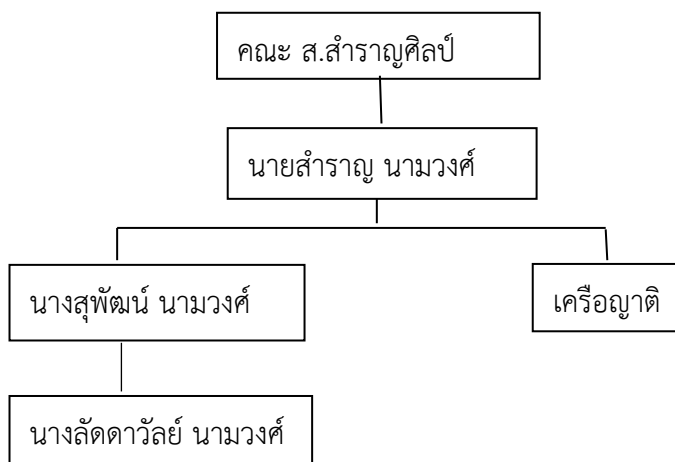 คณะ ส.สำราญศิลป์
นายสำราญ นามวงศ์
นางสุพัฒน์ นามวงศ์
เครือญาติ
นางลัดดาวัลย์ นามวงศ์